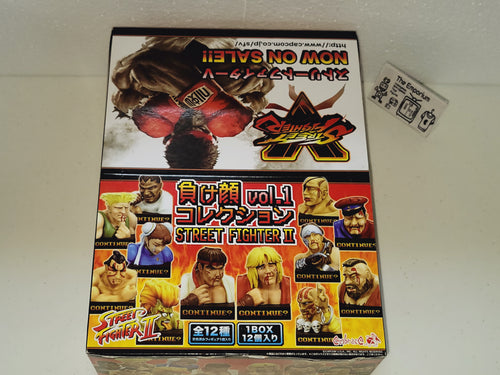 http://www.capcom.co.jp/sfv/
NOW ON SALE!!
ストリートファイターV、
STREET FIGHTER
V
The Emporium
負け顔 vol.1
コレクション
STREET FIGHTER II
CONTINUE?
CONTINUE?
CONTINUE?
CONTINUE?
CONTINUE?
CONTINUE?
CONTINUE?
CONTINUE?
CONTINUE?
CONTINUE?
CONTINUE?
CONTINUE?
STREET FIGHTER II
全12種
1BOX
12個入り